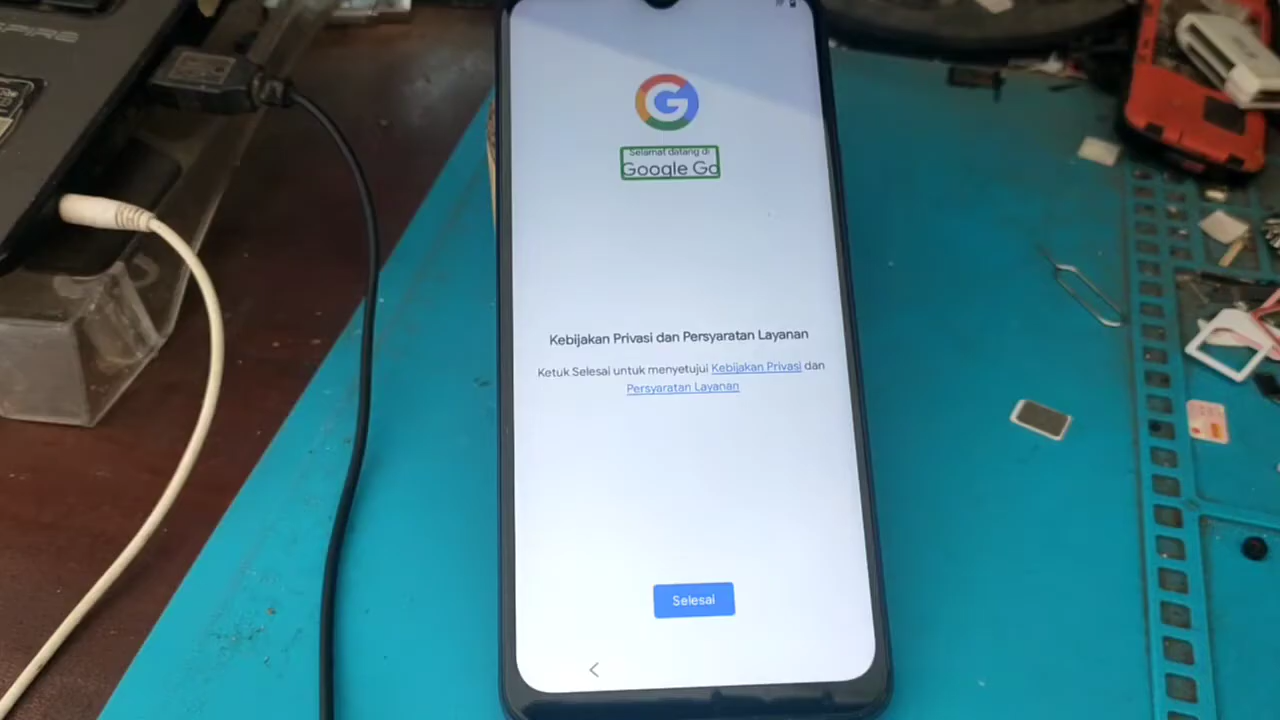 Selamat datang di
Google Go
Kebijakan Privasi dan Persyaratan Layanan
Ketuk Selesai untuk menyetujui Kebijakan Privasi dan
Persyaratan Layanan
Selesai